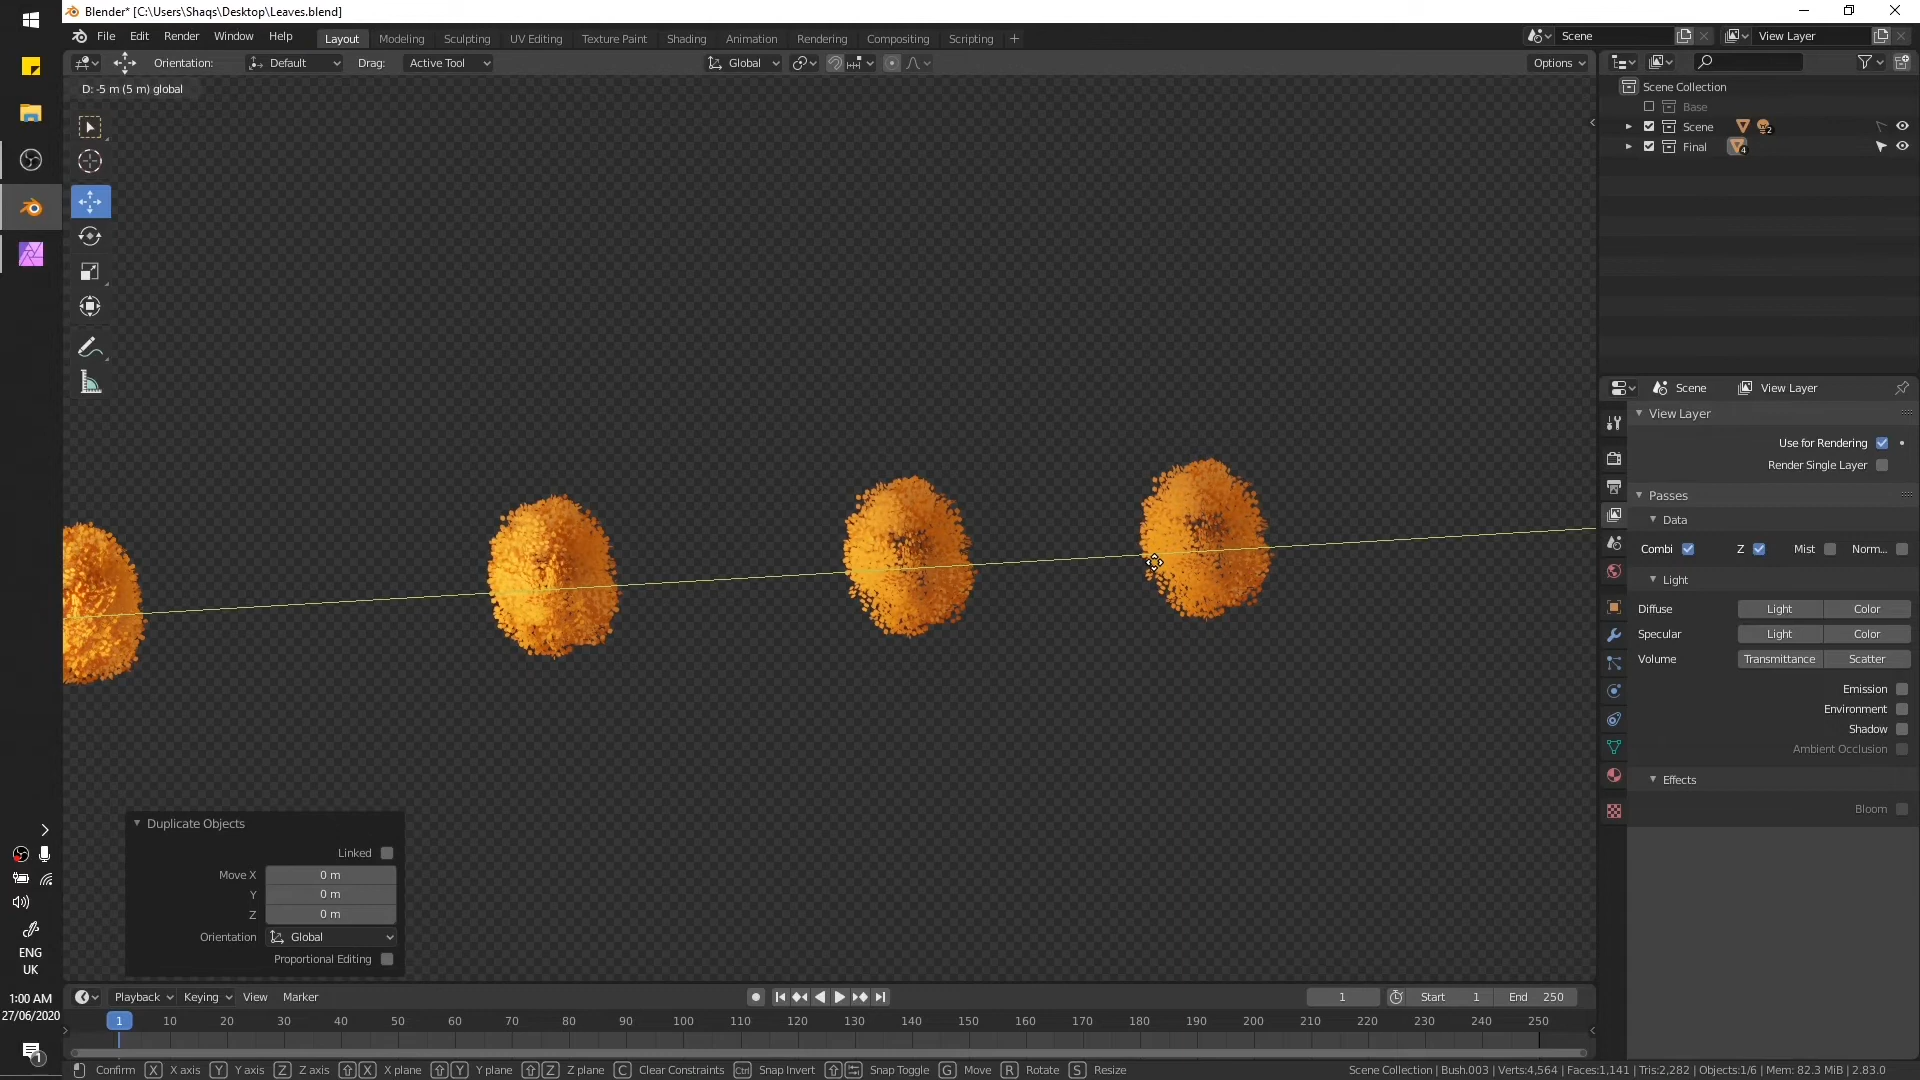 Blender* [C:\Users\Shaqs\Desktop\Leaves.blend]
File Edit Render Window Help Layout Modeling Sculpting UV Editing Texture Paint Shading Animation Rendering Compositing Scripting + Scene View Layer
Orientation: Default Drag: Active Tool Global Options
D: -5 m (5 m) global
Scene Collection
Base
Scene 2
Final 4
Scene View Layer
View Layer
Use for Rendering
Render Single Layer
Passes
Data
Combi Z Mist Norm...
Light
Diffuse Light Color
Specular Light Color
Volume Transmittance Scatter
Emission
Environment
Shadow
Ambient Occlusion
Effects
Bloom
Duplicate Objects
Linked
Move X 0 m
Y 0 m
Z 0 m
Orientation Global
Proportional Editing
ENG
UK
1:00 AM
27/06/2020
1
Playback Keying View Marker 1 Start 1 End 250
1 10 20 30 40 50 60 70 80 90 100 110 120 130 140 150 160 170 180 190 200 210 220 230 240 250
Confirm X X axis Y Y axis Z Z axis X X plane Y Y plane Z Z plane C Clear Constraints Ctrl Snap Invert Snap Toggle G Move R Rotate S Resize Scene Collection | Bush.003 | Verts:4,564 | Faces:1,141 | Tris:2,282 | Objects:1/6 | Mem: 82.3 MiB | 2.83.0